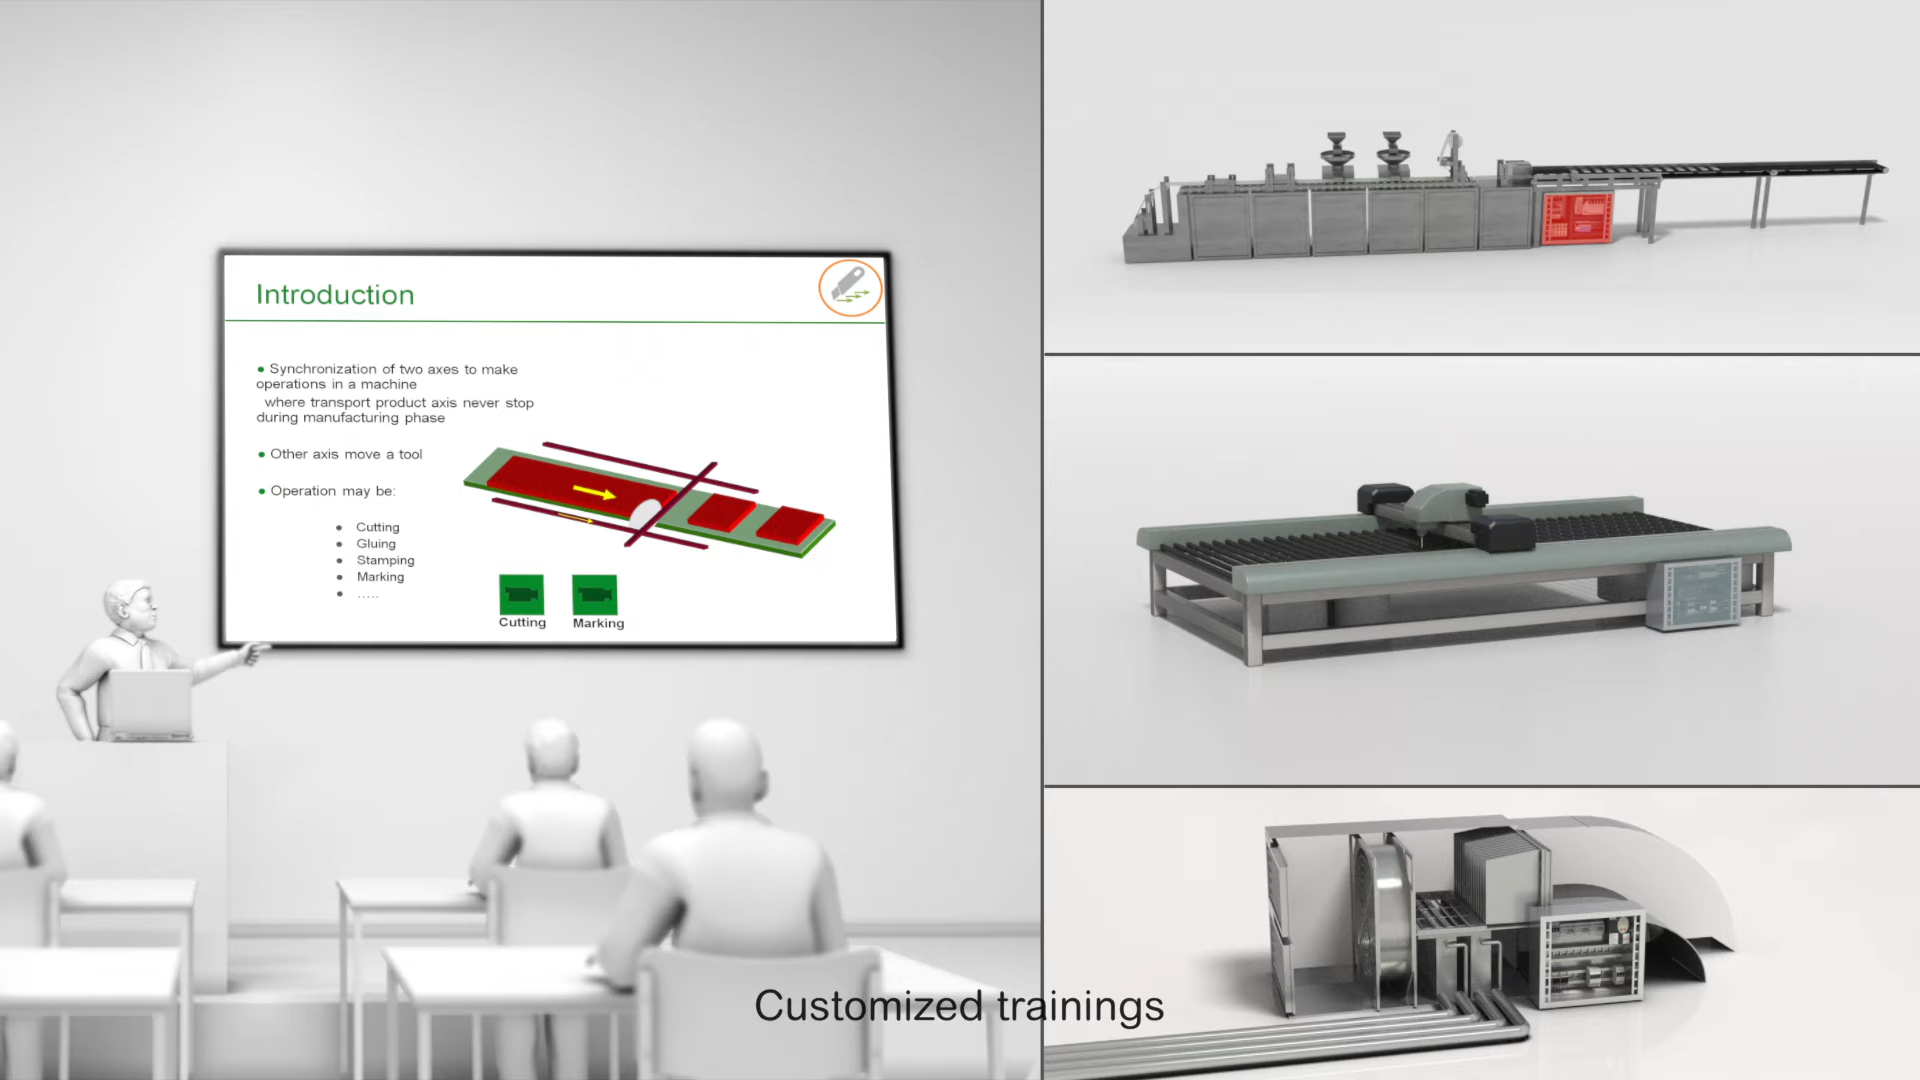 Introduction
● Synchronization of two axes to make
operations in a machine
where transport product axis never stop
during manufacturing phase
● Other axis move a tool
● Operation may be:
● Cutting
● Gluing
● Stamping
● Marking
● .....
Cutting
Marking
Customized trainings